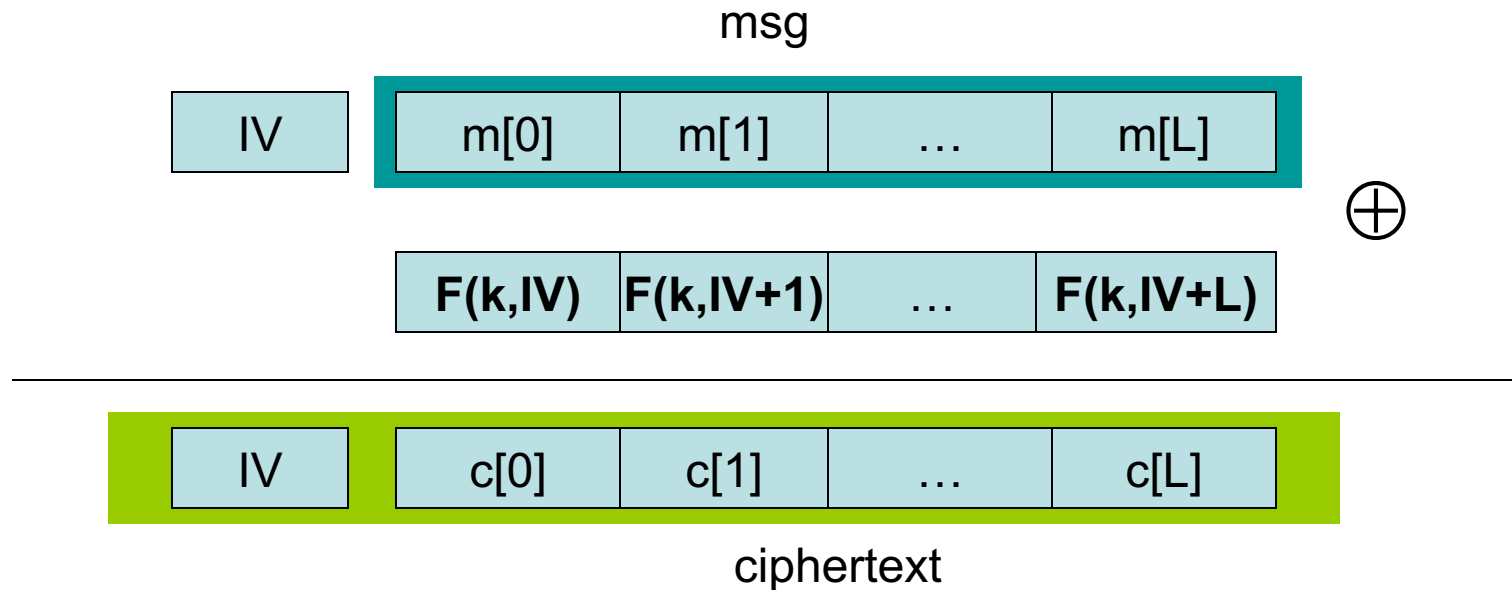 msg
IV m[0] m[1] … m[L]
⊕
F(k,IV) F(k,IV+1) … F(k,IV+L)
IV c[0] c[1] … c[L]
ciphertext